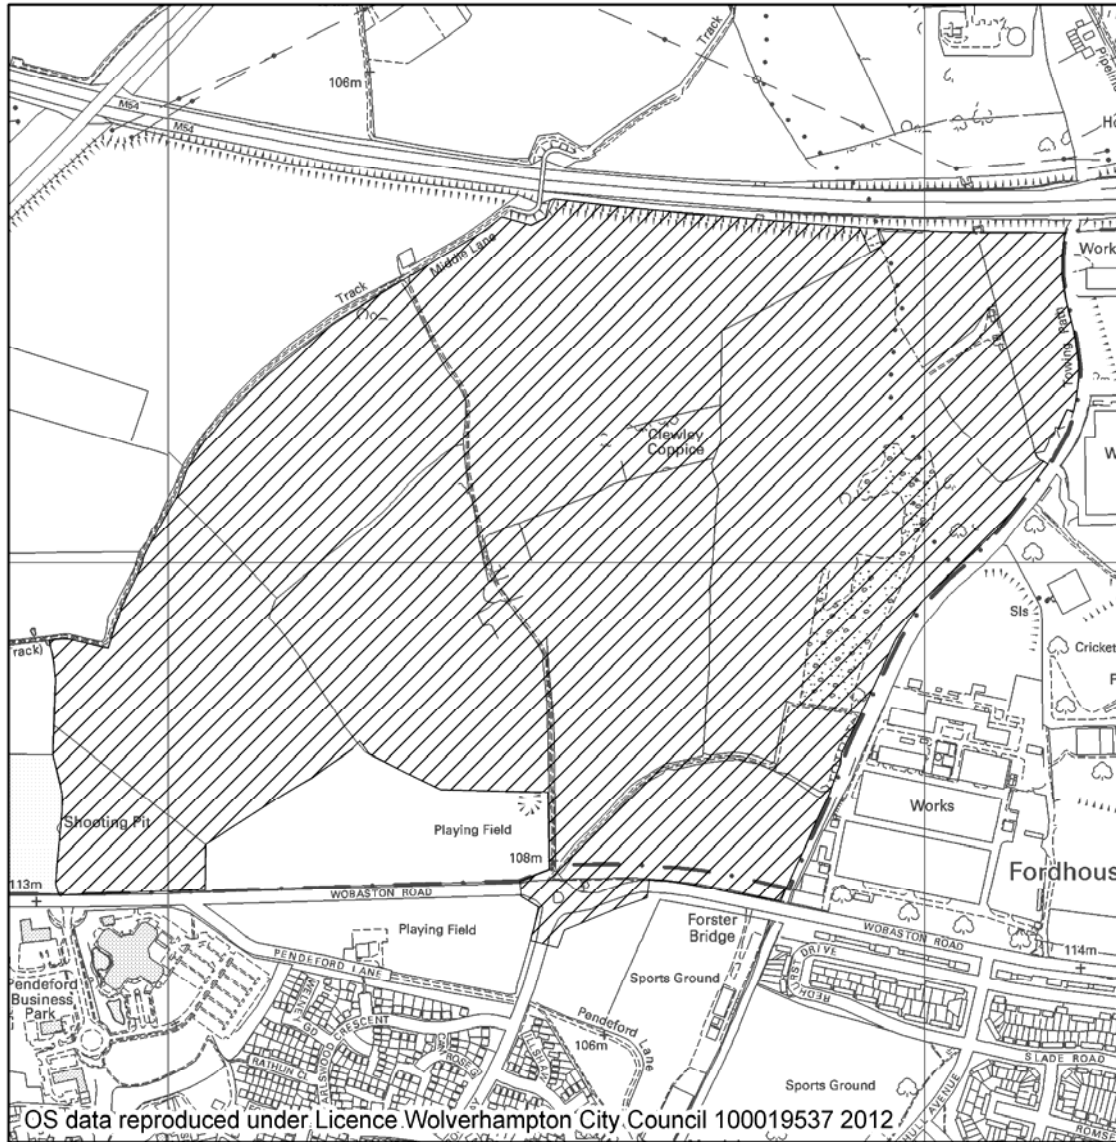 Track
106m
M54
M54
Middle Lane
Track
Work
Towing Path
Clewley
Coppice
W
Sls
Cricket
rack)
Shooting Pit
Playing Field
Works
108m
Fordhous
113m
WOBASTON ROAD
Playing Field
Forster
Bridge
WOBASTON ROAD
114m
PENDEFORD LANE
Sports Ground
REDHURST DRIVE
Pendeford
Business
Park
Pendeford
Lane
106m
SLADE ROAD
Sports Ground
AVENUE
OS data reproduced under Licence Wolverhampton City Council 100019537 2012